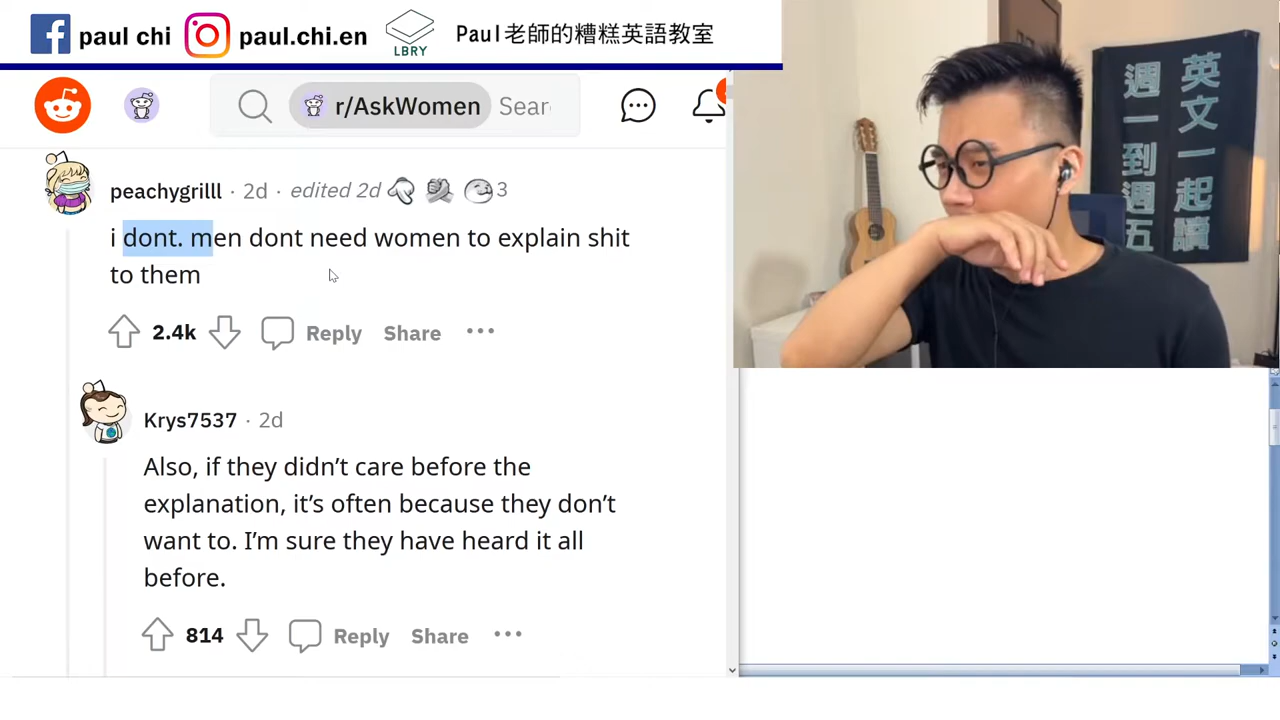 paul chi
paul.chi.en
LBRY
Paul老師的糟糕英語教室
r/AskWomen
Sear
peachygrilll · 2d · edited 2d 3
i dont. men dont need women to explain shit
to them
2.4k
Reply
Share
Krys7537 · 2d
Also, if they didn't care before the
explanation, it's often because they don't
want to. I'm sure they have heard it all
before.
814
Reply
Share
英文一起讀
週一到週五